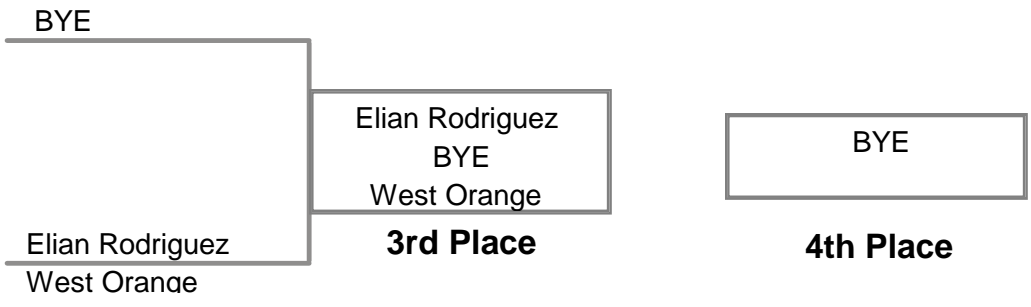 BYE
Elian Rodriguez
West Orange
Elian Rodriguez
BYE
West Orange
3rd Place
BYE
4th Place